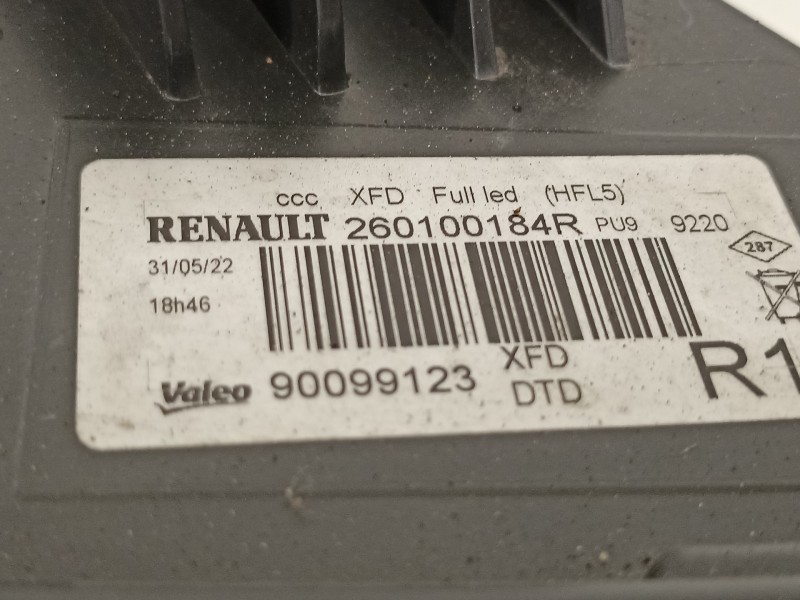 ccc XFD Full led (HFL5)
RENAULT 260100184R PU9 9220
287
31/05/22
18h46
Valeo 90099123 XFD
DTD
R1